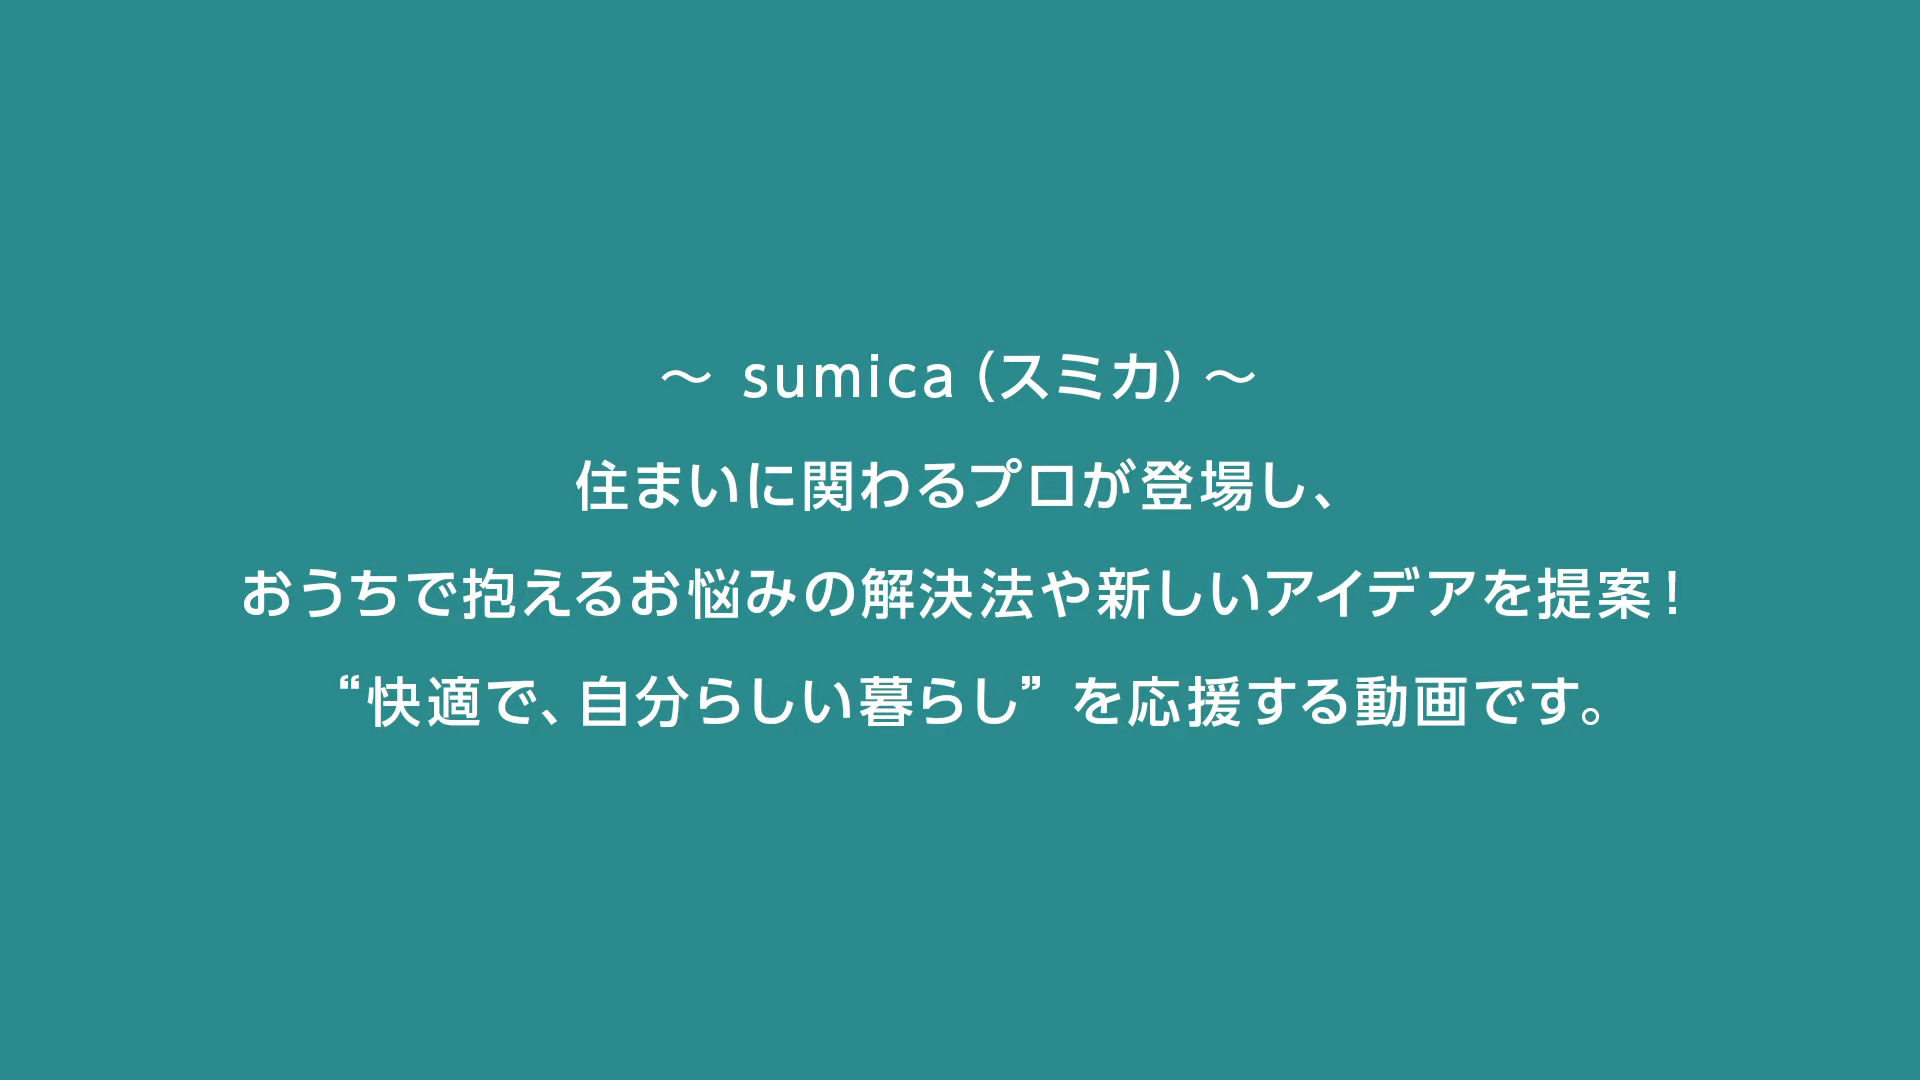 ～ sumica（スミカ）～
住まいに関わるプロが登場し、
おうちで抱えるお悩みの解決法や新しいアイデアを提案！
“快適で、自分らしい暮らし” を応援する動画です。